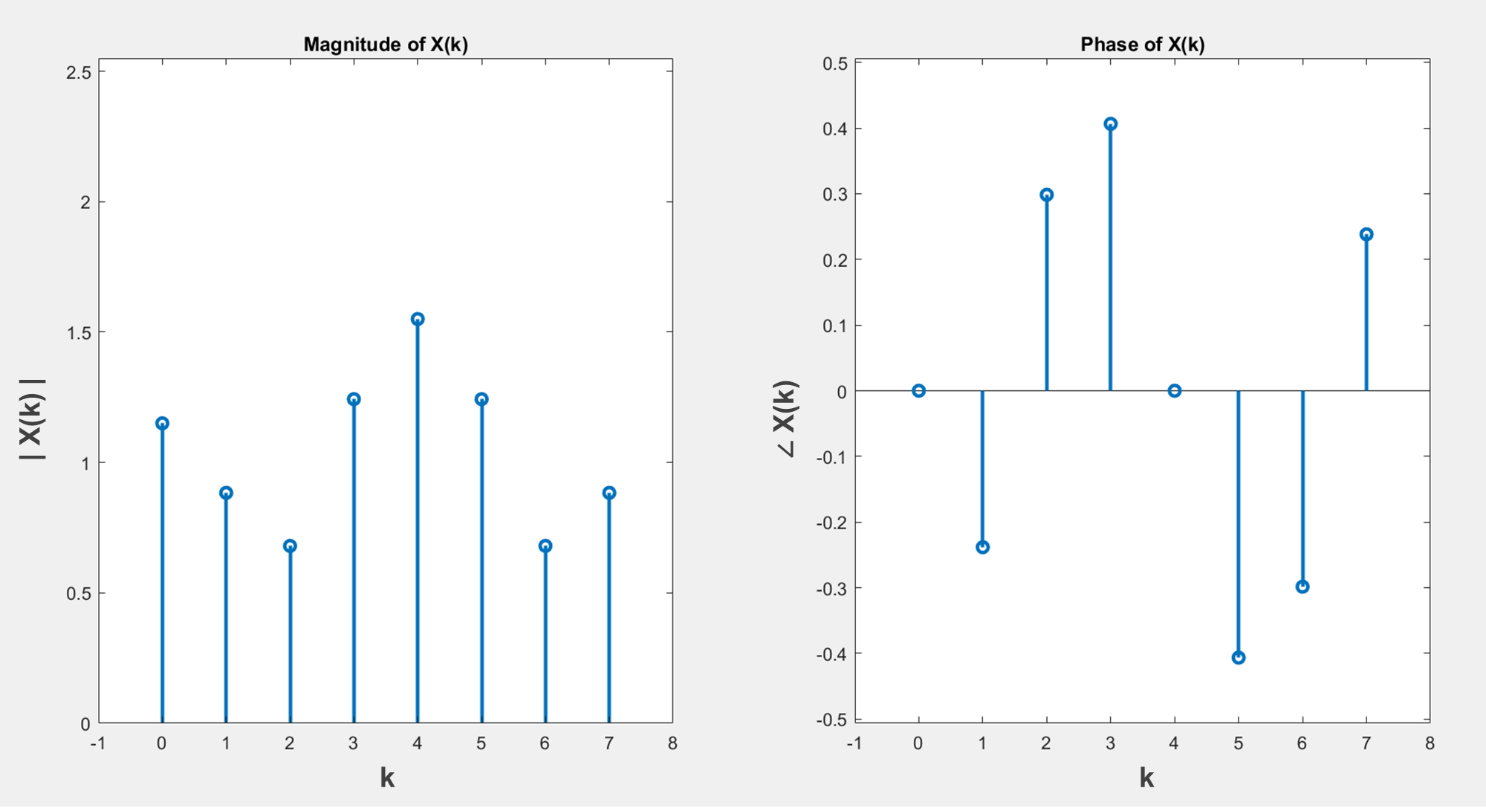 Magnitude of X(k)
2.5
2
1.5
1
0.5
0
-1 0 1 2 3 4 5 6 7 8
| X(k) |
k
Phase of X(k)
0.5
0.4
0.3
0.2
0.1
0
-0.1
-0.2
-0.3
-0.4
-0.5
-1 0 1 2 3 4 5 6 7 8
∠ X(k)
k